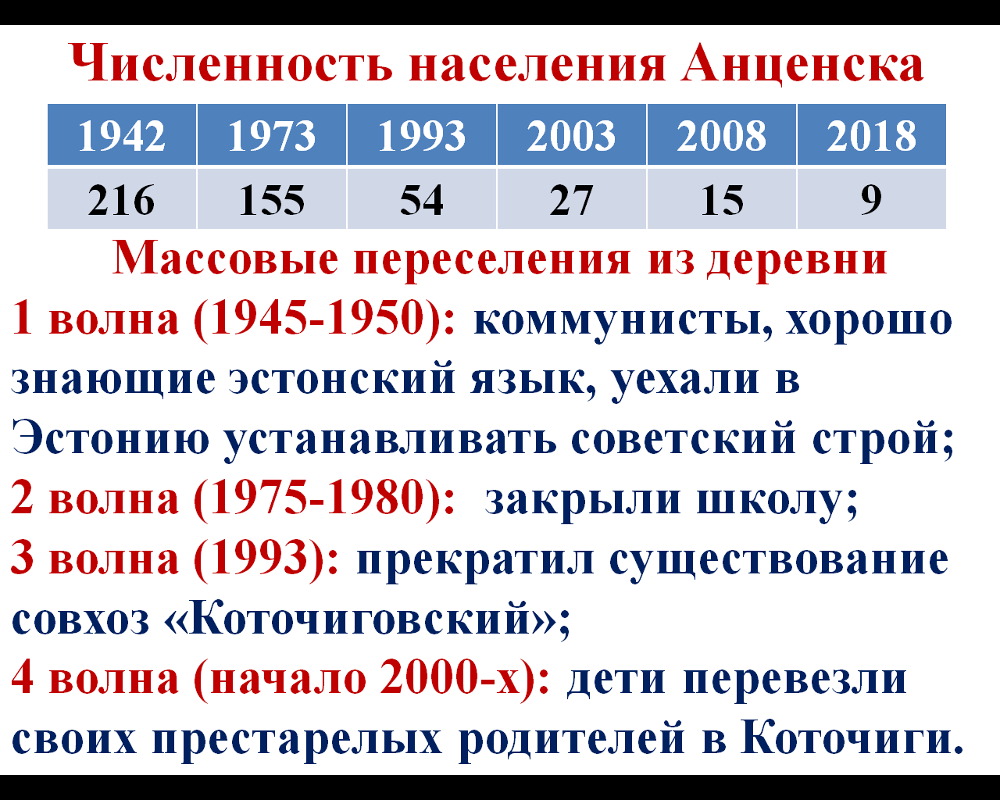 Численность населения Анценска
1942 1973 1993 2003 2008 2018
216 155 54 27 15 9
Массовые переселения из деревни
1 волна (1945-1950): коммунисты, хорошо
знающие эстонский язык, уехали в
Эстонию устанавливать советский строй;
2 волна (1975-1980): закрыли школу;
3 волна (1993): прекратил существование
совхоз «Коточиговский»;
4 волна (начало 2000-х): дети перевезли
своих престарелых родителей в Коточиги.